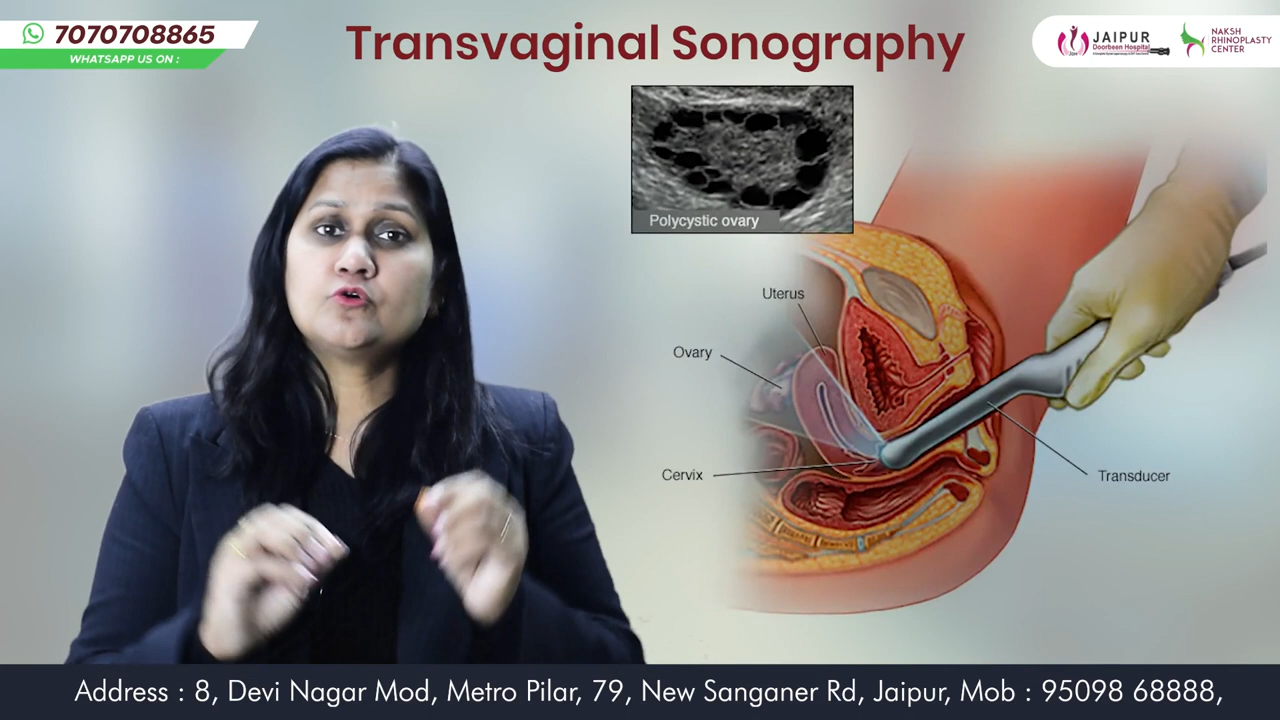 7070708865
WHATSAPP US ON :
Transvaginal Sonography
JAIPUR
Doorbeen Hospital
NAKSH
RHINOPLASTY
CENTER
Polycystic ovary
Uterus
Ovary
Cervix
Transducer
Address : 8, Devi Nagar Mod, Metro Pilar, 79, New Sanganer Rd, Jaipur, Mob : 95098 68888,